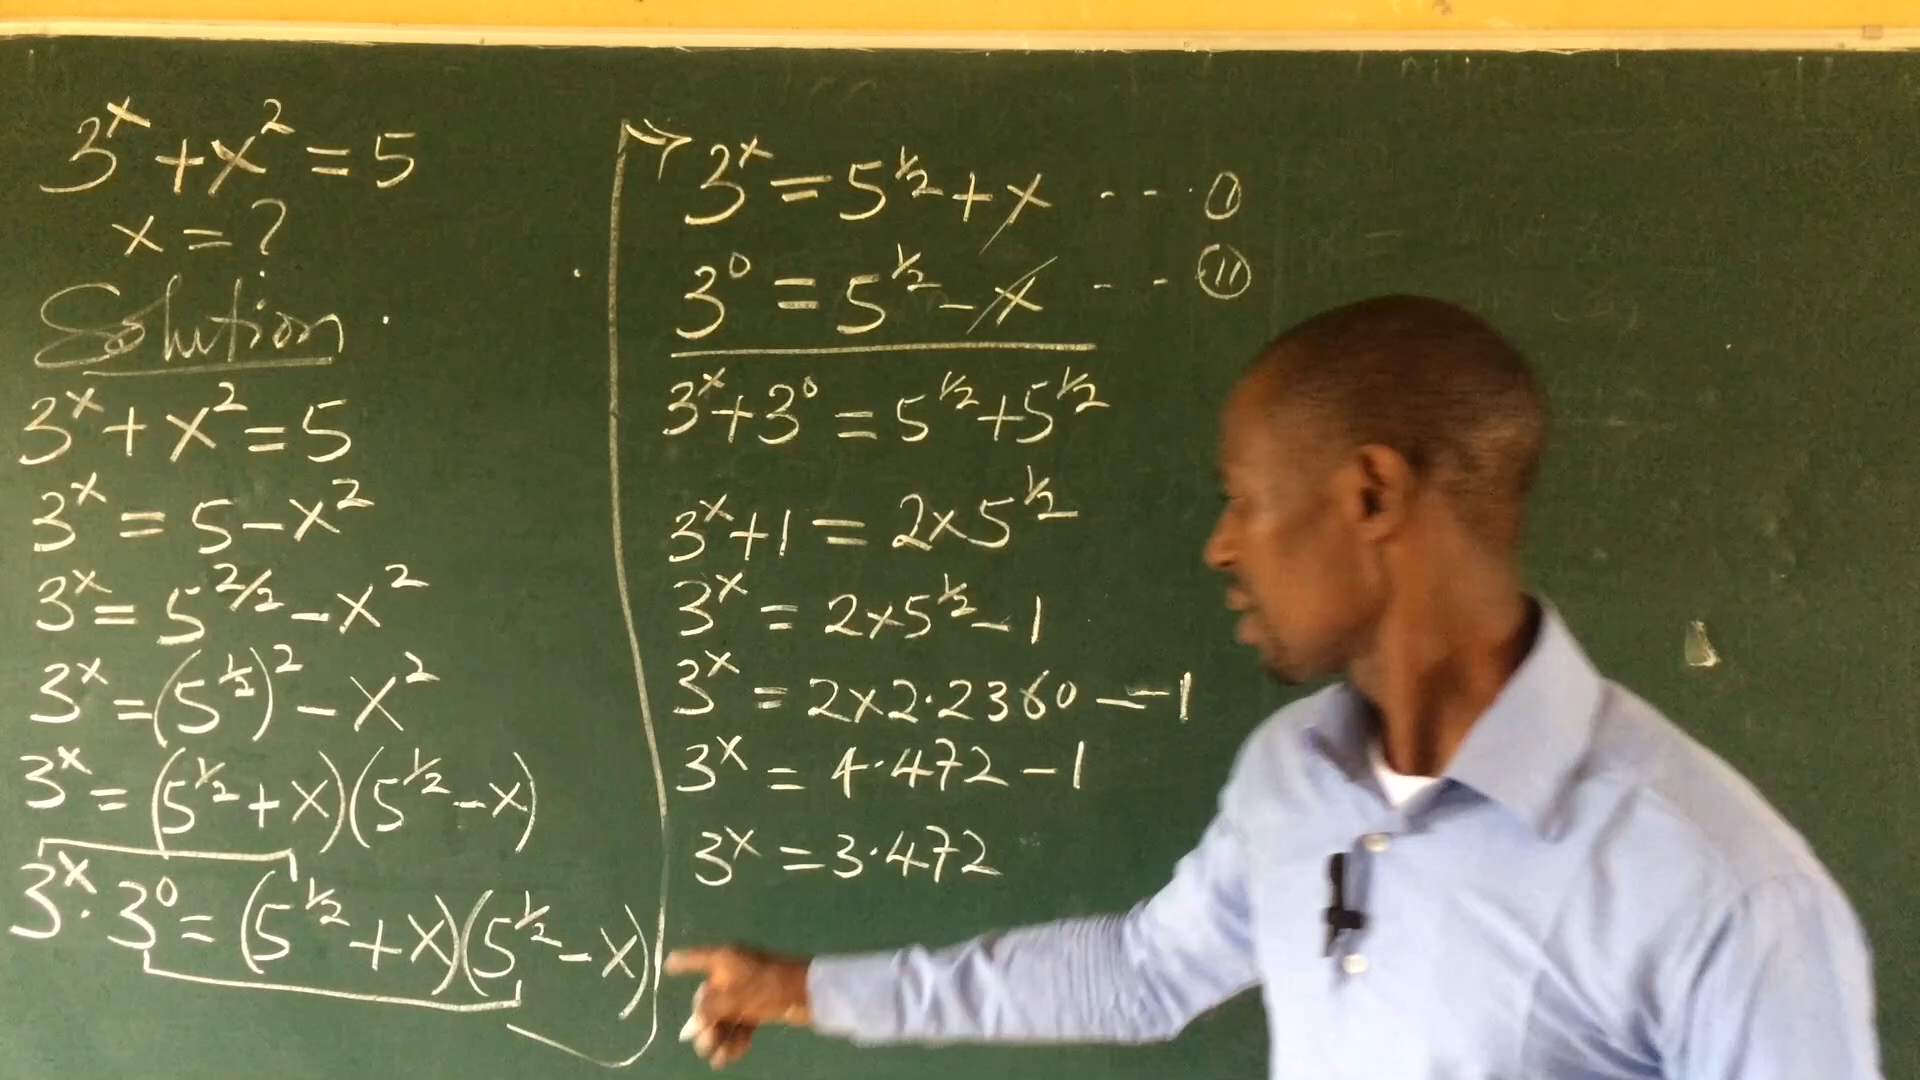 3^x + x^2 = 5
x = ?
Solution
3^x + x^2 = 5
3^x = 5 - x^2
3^x = 5^{2/2} - x^2
3^x = (5^{1/2})^2 - x^2
3^x = (5^{1/2} + x)(5^{1/2} - x)
3^x . 3^0 = (5^{1/2} + x)(5^{1/2} - x)
3^x = 5^{1/2} + x --- (I)
3^0 = 5^{1/2} - x -- (II)
3^x + 3^0 = 5^{1/2} + 5^{1/2}
3^x + 1 = 2 x 5^{1/2}
3^x = 2 x 5^{1/2} - 1
3^x = 2 x 2.2360 - 1
3^x = 4.472 - 1
3^x = 3.472